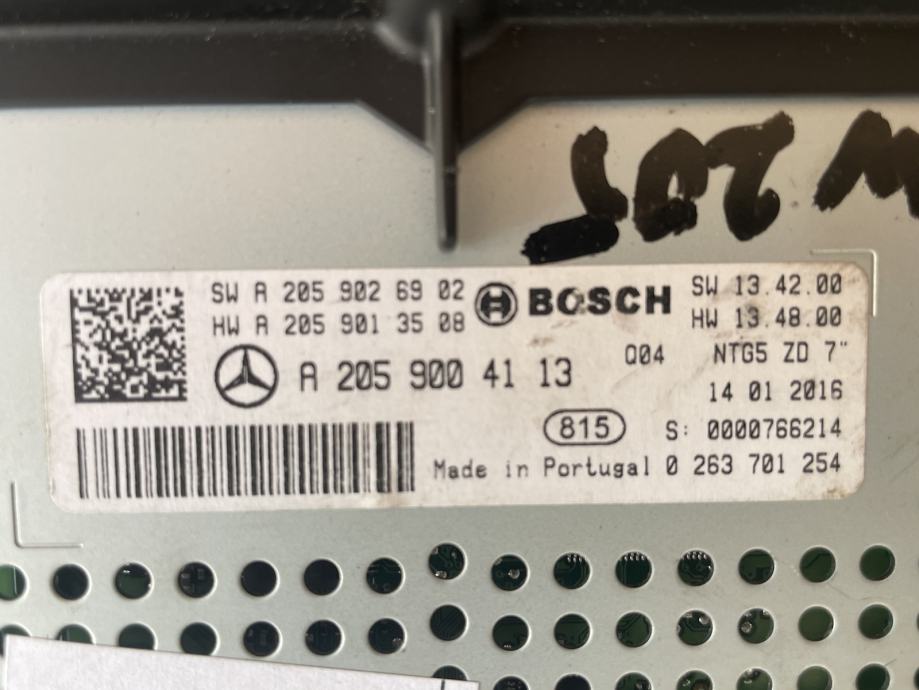 W 205
SW A 205 902 69 02
HW A 205 901 35 08
BOSCH
SW 13.42.00
HW 13.48.00
A 205 900 41 13
Q04
NTG5 ZD 7"
14 01 2016
815
S: 0000766214
Made in Portugal 0 263 701 254